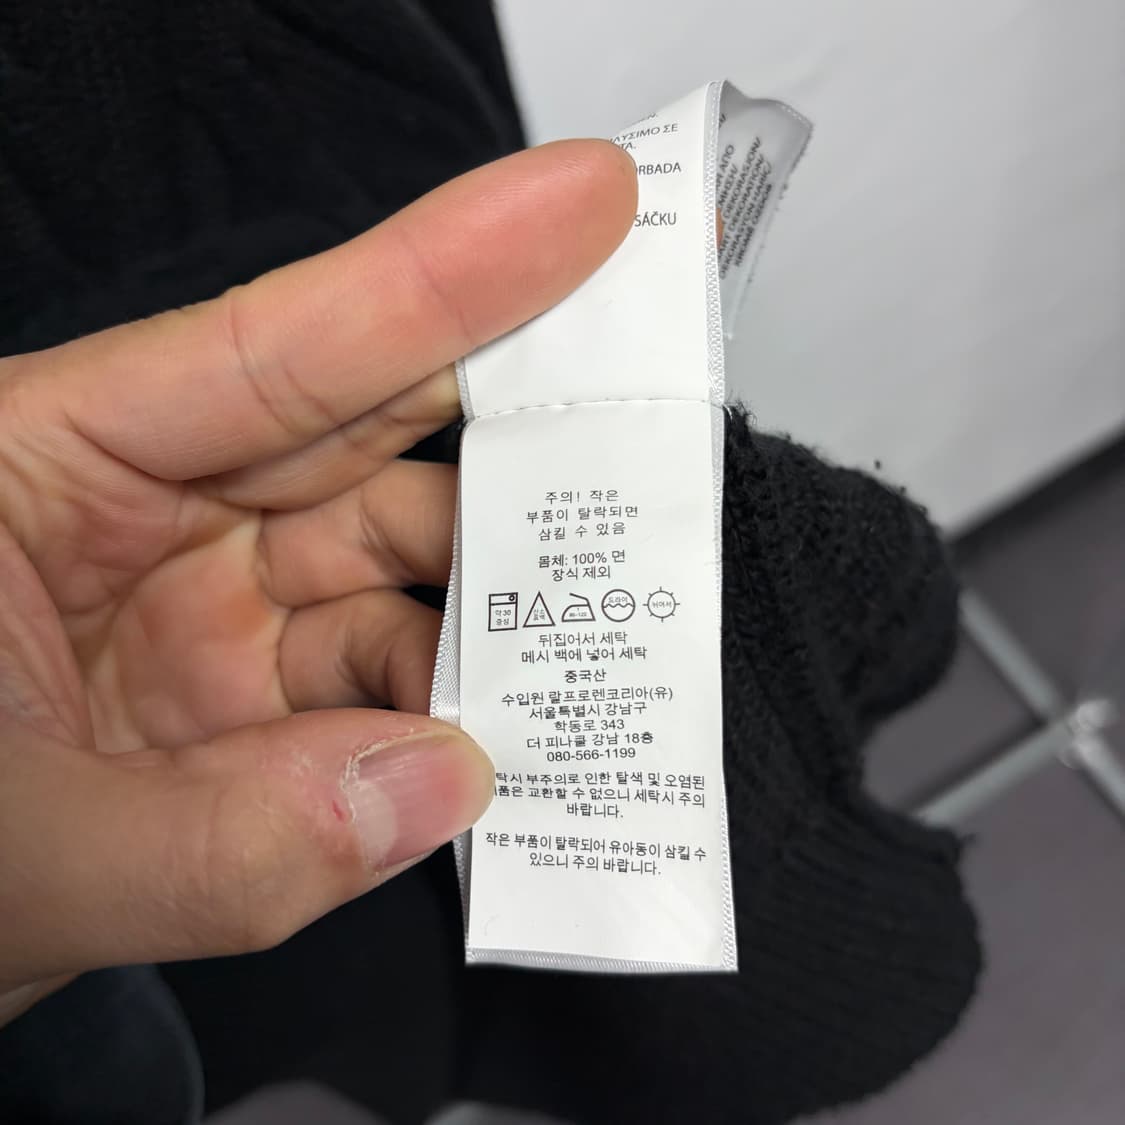 ΛΥΣΙΜΟ ΣΕ
SÁČKU
주의! 작은
부품이 탈락되면
삼킬 수 있음
몸체: 100% 면
장식 제외
약 30
중성
산소
표백
드라이
뉘어서
뒤집어서 세탁
메시 백에 넣어 세탁
중국산
수입원 랄프로렌코리아(유)
서울특별시 강남구
학동로 343
더 피나클 강남 18층
080-566-1199
탁시 부주의로 인한 탈색 및 오염된
품은 교환할 수 없으니 세탁시 주의
바랍니다.
작은 부품이 탈락되어 유아동이 삼킬 수
있으니 주의 바랍니다.